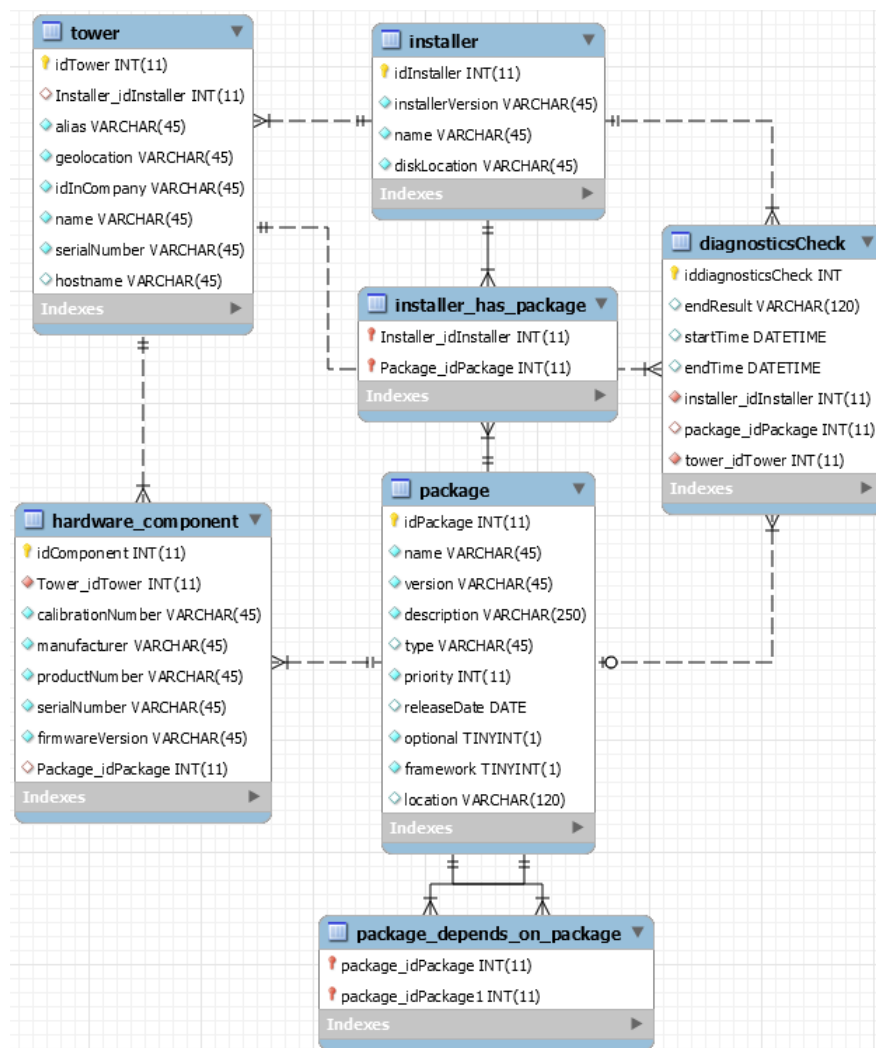 tower
idTower INT(11)
Installer_idInstaller INT(11)
alias VARCHAR(45)
geolocation VARCHAR(45)
idInCompany VARCHAR(45)
name VARCHAR(45)
serialNumber VARCHAR(45)
hostname VARCHAR(45)
Indexes
installer
idInstaller INT(11)
installerVersion VARCHAR(45)
name VARCHAR(45)
diskLocation VARCHAR(45)
Indexes
diagnosticsCheck
iddiagnosticsCheck INT
endResult VARCHAR(120)
startTime DATETIME
endTime DATETIME
installer_idInstaller INT(11)
package_idPackage INT(11)
tower_idTower INT(11)
Indexes
installer_has_package
Installer_idInstaller INT(11)
Package_idPackage INT(11)
Indexes
hardware_component
idComponent INT(11)
Tower_idTower INT(11)
calibrationNumber VARCHAR(45)
manufacturer VARCHAR(45)
productNumber VARCHAR(45)
serialNumber VARCHAR(45)
firmwareVersion VARCHAR(45)
Package_idPackage INT(11)
Indexes
package
idPackage INT(11)
name VARCHAR(45)
version VARCHAR(45)
description VARCHAR(250)
type VARCHAR(45)
priority INT(11)
releaseDate DATE
optional TINYINT(1)
framework TINYINT(1)
location VARCHAR(120)
Indexes
package_depends_on_package
package_idPackage INT(11)
package_idPackage1 INT(11)
Indexes